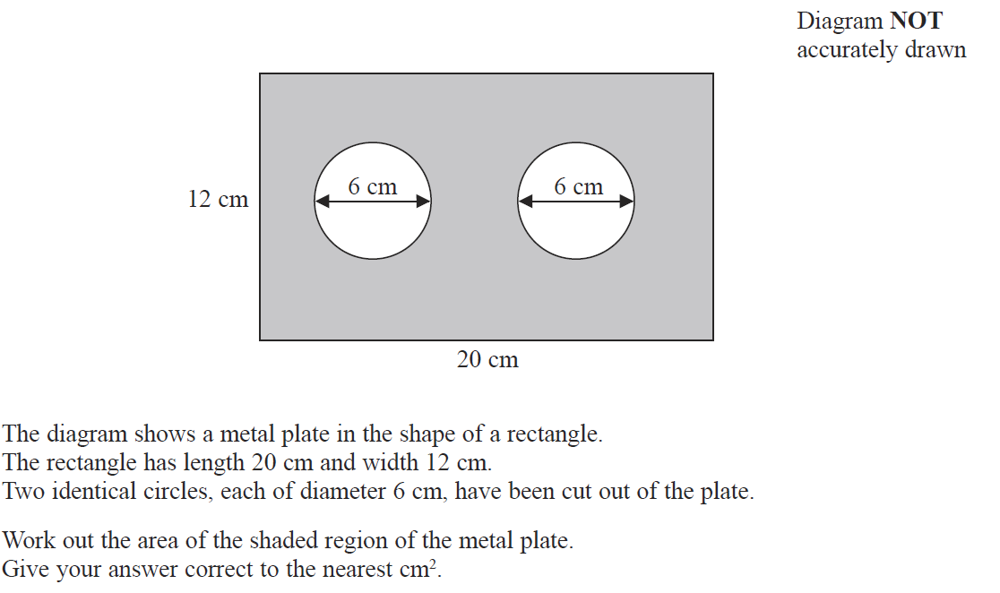 Diagram NOT
accurately drawn
6 cm
6 cm
12 cm
20 cm
The diagram shows a metal plate in the shape of a rectangle.
The rectangle has length 20 cm and width 12 cm.
Two identical circles, each of diameter 6 cm, have been cut out of the plate.
Work out the area of the shaded region of the metal plate.
Give your answer correct to the nearest cm².